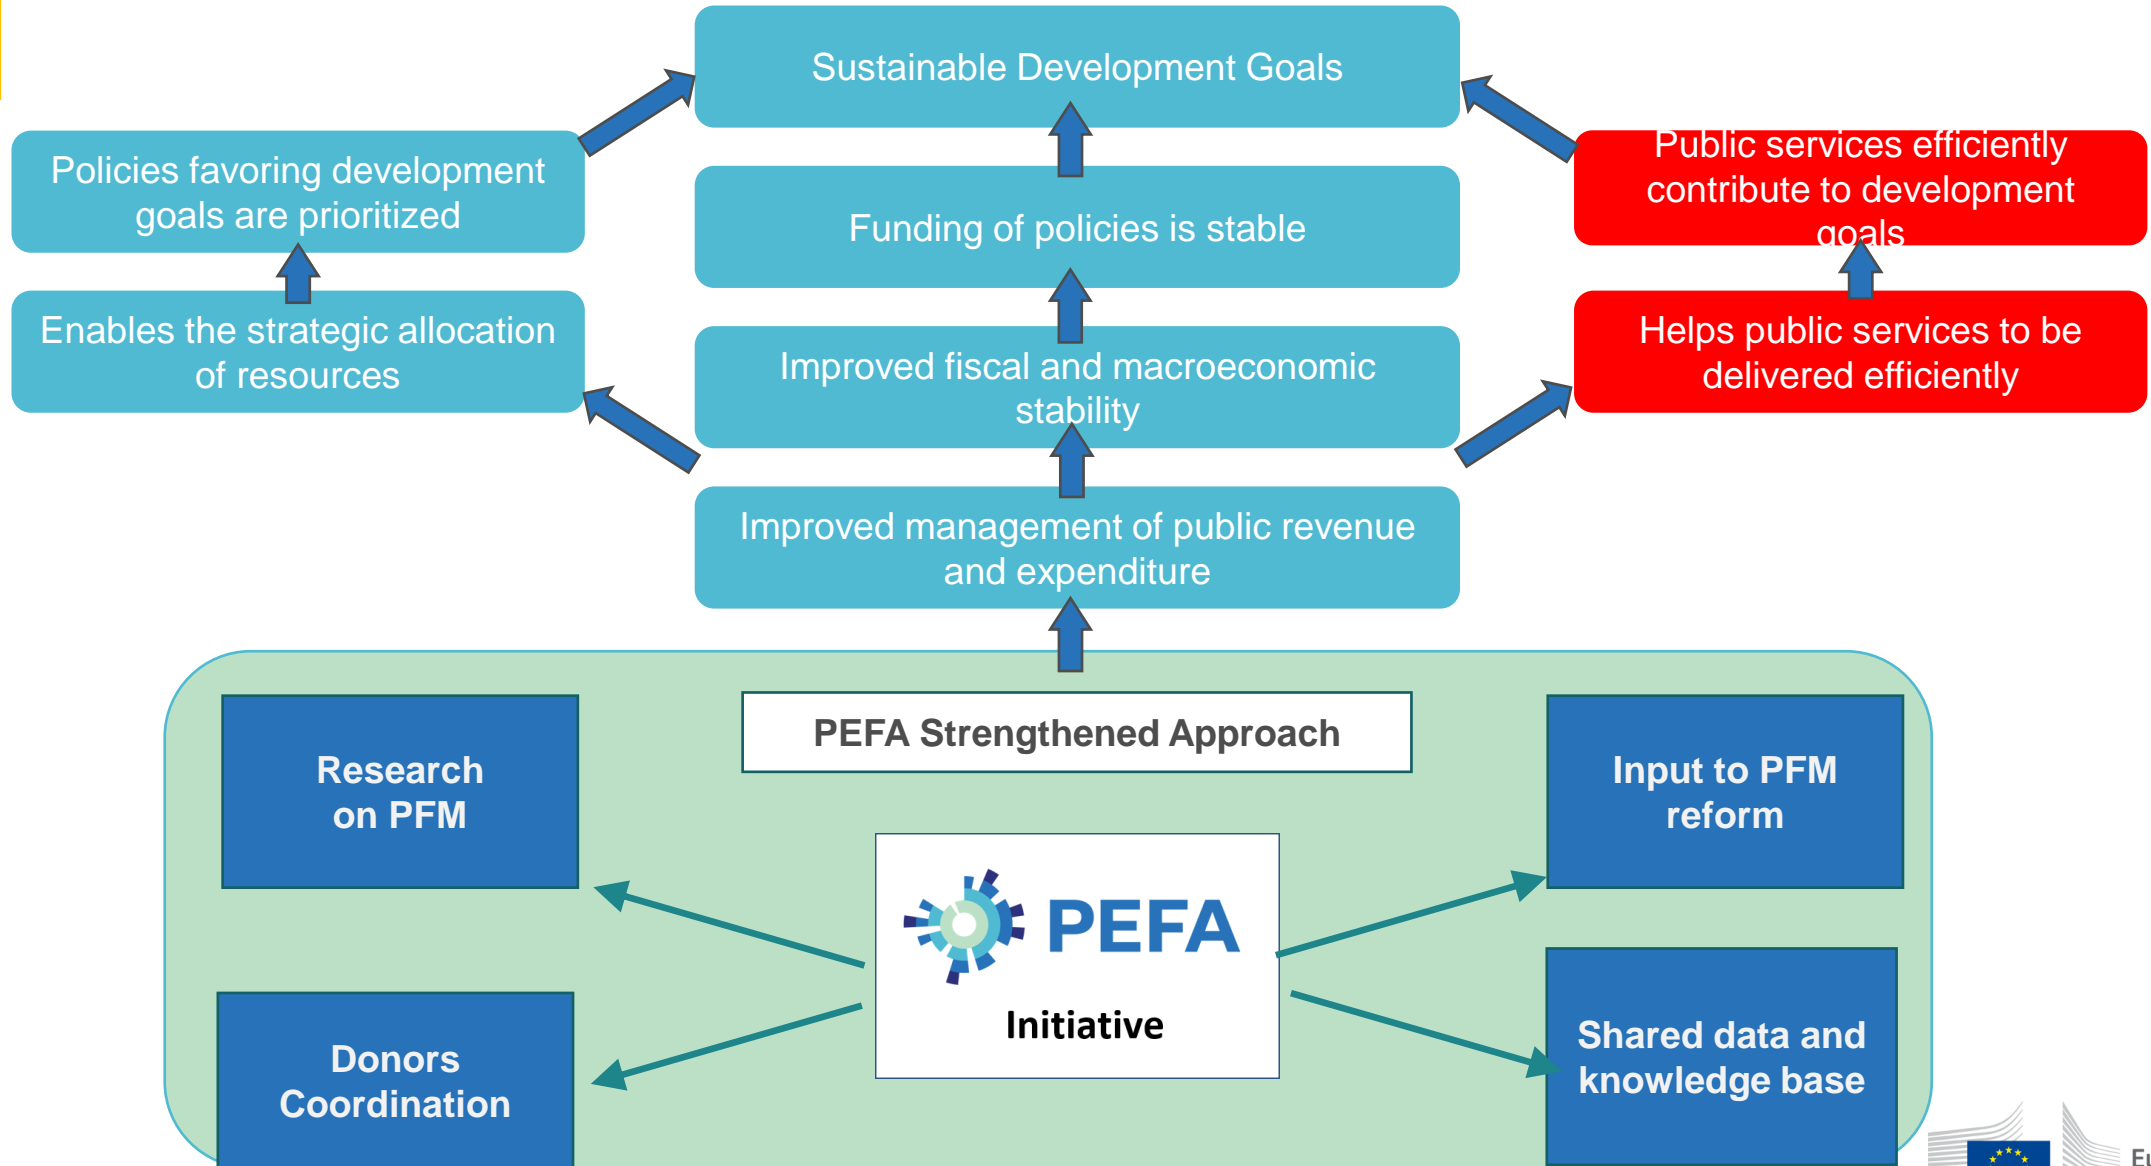 Sustainable Development Goals
Policies favoring development
goals are prioritized
Funding of policies is stable
Public services efficiently
contribute to development
goals
Enables the strategic allocation
of resources
Improved fiscal and macroeconomic
stability
Helps public services to be
delivered efficiently
Improved management of public revenue
and expenditure
PEFA Strengthened Approach
Research
on PFM
Input to PFM
reform
PEFA
Initiative
Donors
Coordination
Shared data and
knowledge base